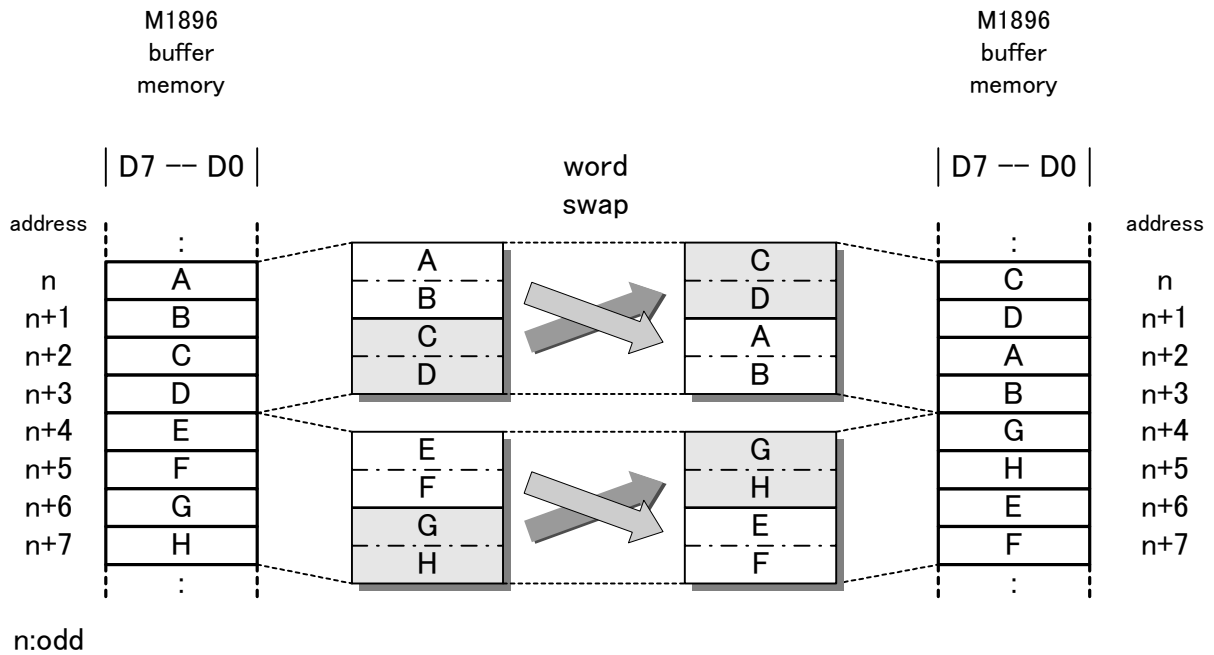 M1896
buffer
memory
M1896
buffer
memory
D7 -- D0
word
swap
D7 -- D0
address
address
:
:
n
A
A
B
C
D
C
D
A
B
C
n
n+1
B
D
n+1
n+2
C
A
n+2
n+3
D
B
n+3
n+4
E
E
F
G
H
G
H
E
F
G
n+4
n+5
F
H
n+5
n+6
G
E
n+6
n+7
H
F
n+7
:
:
n:odd